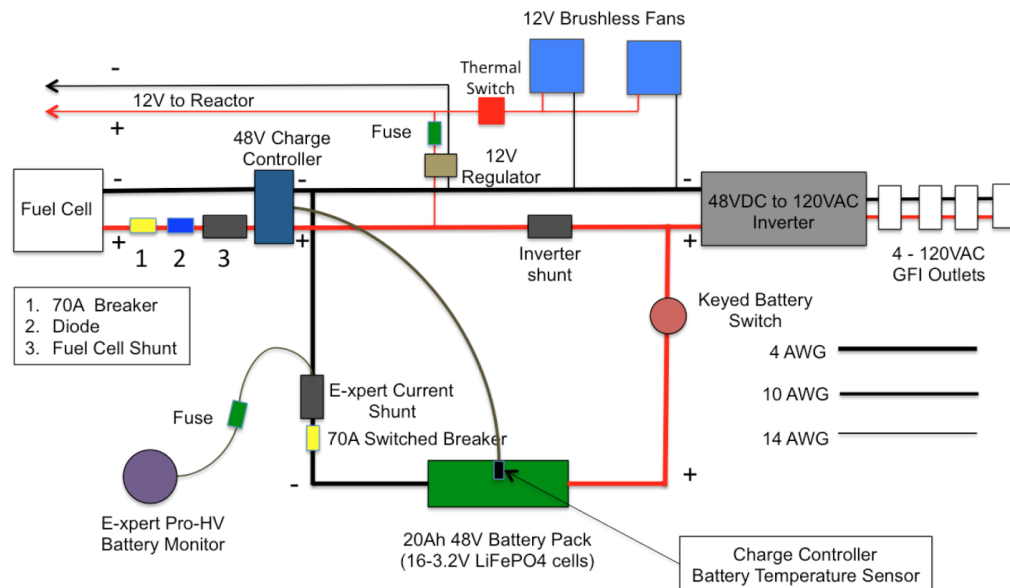 12V Brushless Fans
-
Thermal
Switch
12V to Reactor
+
Fuse
48V Charge
Controller
12V
Regulator
-
-
-
Fuel Cell
48VDC to 120VAC
Inverter
+
+
+
1
2
3
Inverter
shunt
4 - 120VAC
GFI Outlets
1. 70A Breaker
2. Diode
3. Fuel Cell Shunt
Keyed Battery
Switch
4 AWG
E-xpert Current
Shunt
10 AWG
Fuse
70A Switched Breaker
14 AWG
-
+
E-xpert Pro-HV
Battery Monitor
20Ah 48V Battery Pack
(16-3.2V LiFePO4 cells)
Charge Controller
Battery Temperature Sensor